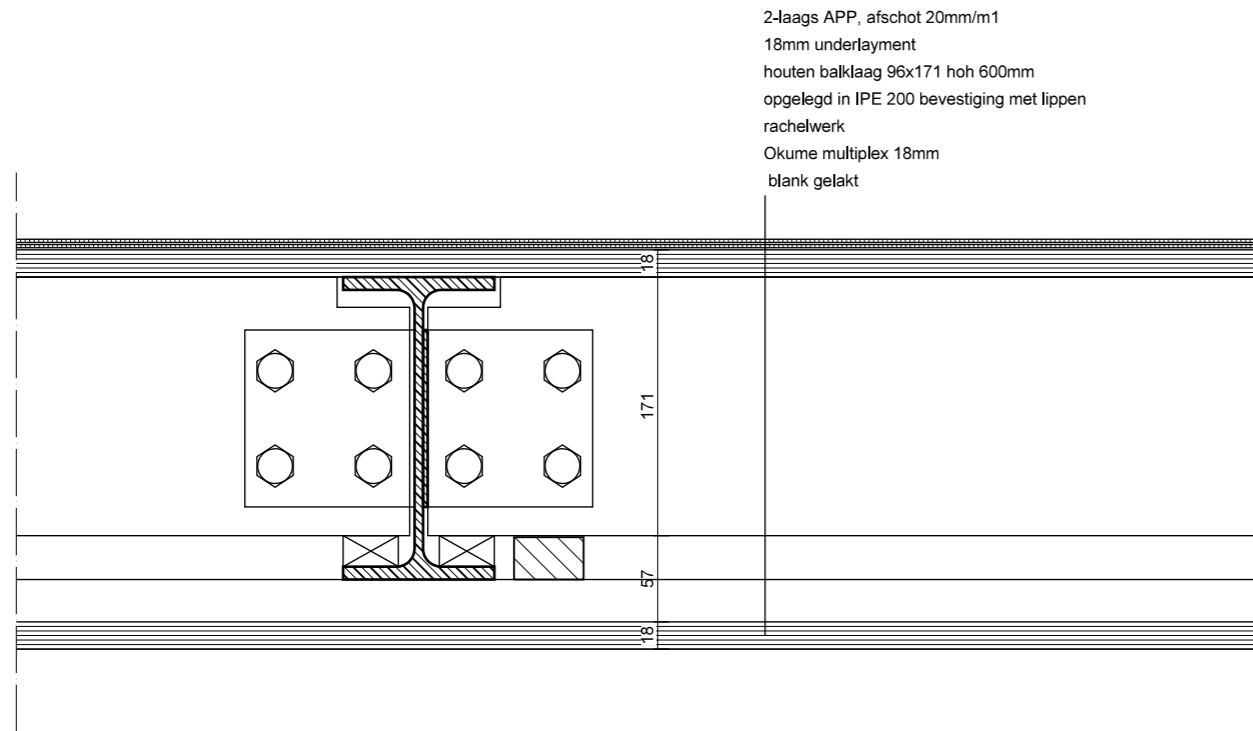 2-laags APP, afschot 20mm/m1
18mm underlayment
houten balklaag 96x171 hoh 600mm
opgelegd in IPE 200 bevestiging met lippen
rachelwerk
Okume multiplex 18mm
blank gelakt
18
171
57
18